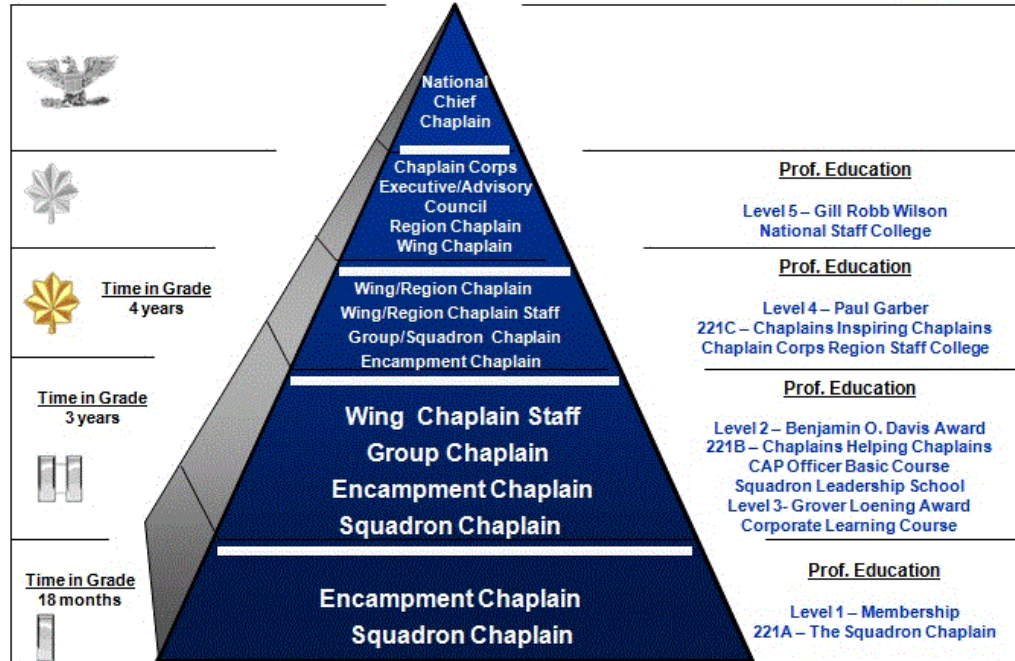 National
Chief
Chaplain
Chaplain Corps
Executive/Advisory
Council
Region Chaplain
Wing Chaplain
Prof. Education
Level 5 – Gill Robb Wilson
National Staff College
Time in Grade
4 years
Wing/Region Chaplain
Wing/Region Chaplain Staff
Group/Squadron Chaplain
Encampment Chaplain
Prof. Education
Level 4 – Paul Garber
221C – Chaplains Inspiring Chaplains
Chaplain Corps Region Staff College
Time in Grade
3 years
Wing Chaplain Staff
Group Chaplain
Encampment Chaplain
Squadron Chaplain
Prof. Education
Level 2 – Benjamin O. Davis Award
221B – Chaplains Helping Chaplains
CAP Officer Basic Course
Squadron Leadership School
Level 3- Grover Loening Award
Corporate Learning Course
Time in Grade
18 months
Encampment Chaplain
Squadron Chaplain
Prof. Education
Level 1 – Membership
221A – The Squadron Chaplain